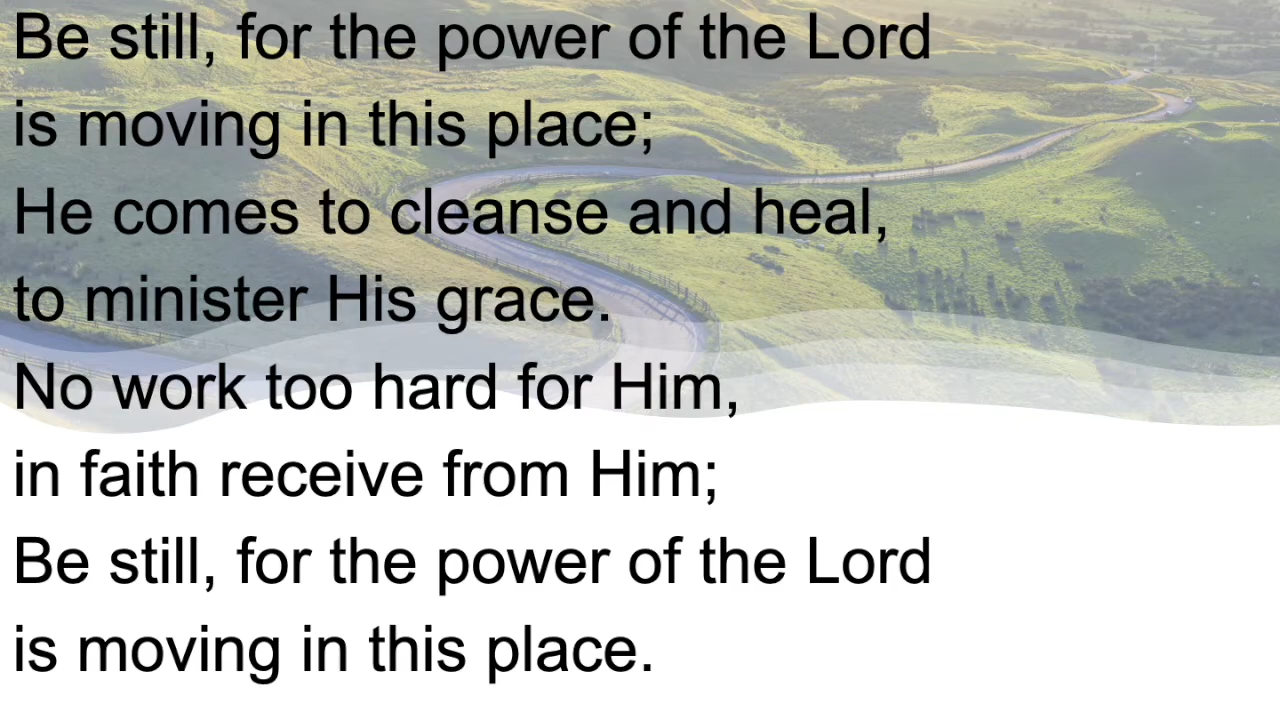 Be still, for the power of the Lord
is moving in this place;
He comes to cleanse and heal,
to minister His grace.
No work too hard for Him,
in faith receive from Him;
Be still, for the power of the Lord
is moving in this place.